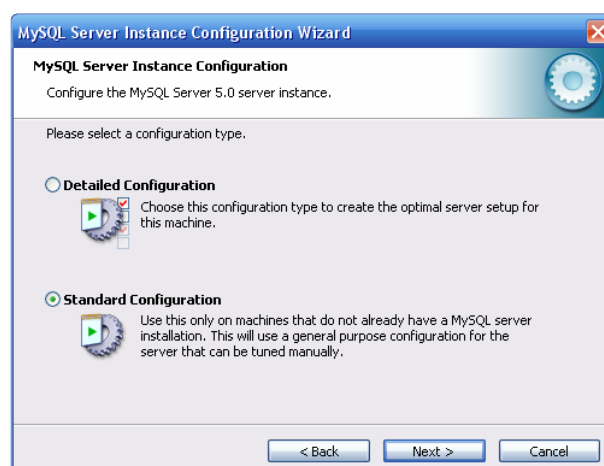 MySQL Server Instance Configuration Wizard
MySQL Server Instance Configuration
Configure the MySQL Server 5.0 server instance.
Please select a configuration type.
Detailed Configuration
Choose this configuration type to create the optimal server setup for
this machine.
Standard Configuration
Use this only on machines that do not already have a MySQL server
installation. This will use a general purpose configuration for the
server that can be tuned manually.
< Back Next > Cancel